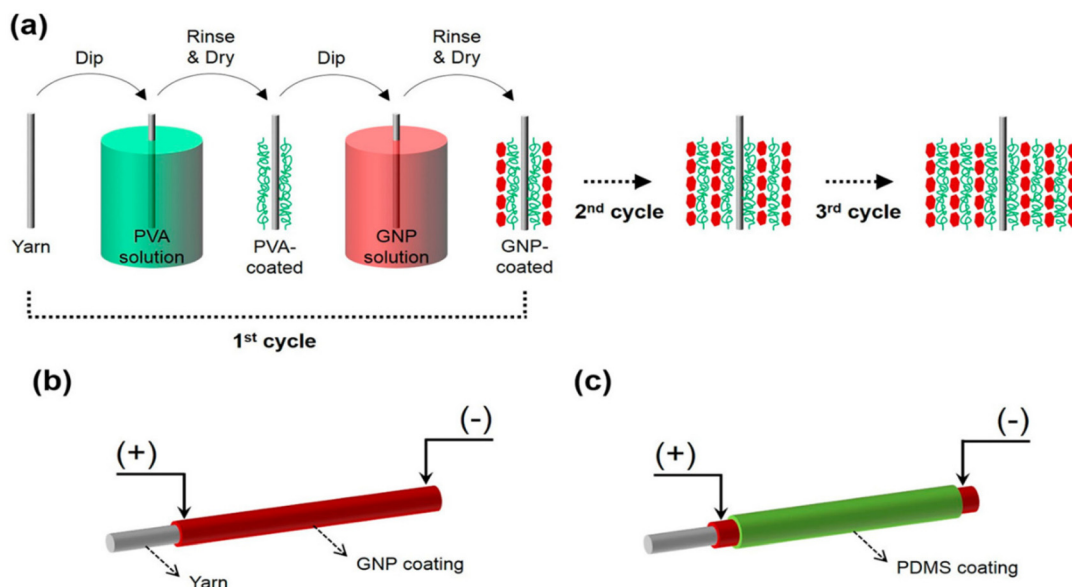 (a)
Dip
Rinse
& Dry
Dip
Rinse
& Dry
Yarn
PVA
solution
PVA-
coated
GNP
solution
GNP-
coated
2nd cycle
3rd cycle
1st cycle
(b)
(+)
(-)
GNP coating
Yarn
(c)
(+)
(-)
PDMS coating